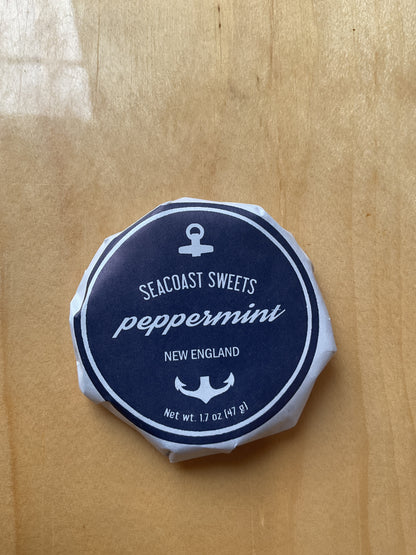 SEACOAST SWEETS
peppermint
NEW ENGLAND
Net wt. 1.7 oz (47 g)